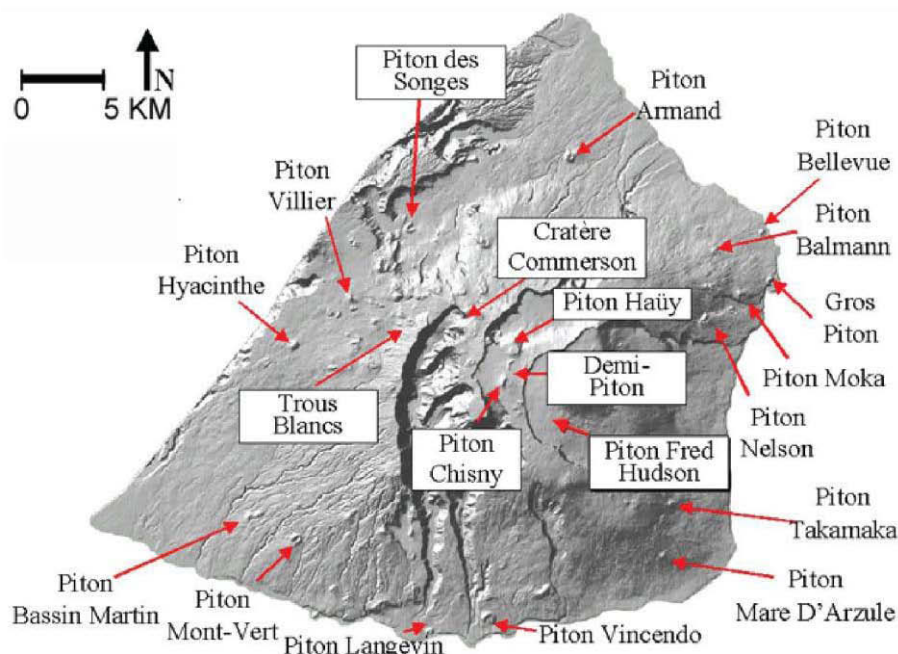 Piton des
Songes
N
0 5 KM
Piton
Armand
Piton
Bellevue
Piton
Villier
Piton
Balmann
Cratère
Commerson
Piton
Hyacinthe
Piton Haüy
Gros
Piton
Demi-
Piton
Piton Moka
Trous
Blancs
Piton
Chisny
Piton Fred
Hudson
Piton
Nelson
Piton
Takamaka
Piton
Bassin Martin
Piton
Mont-Vert
Piton
Mare D'Arzule
Piton Langevin
Piton Vincendo